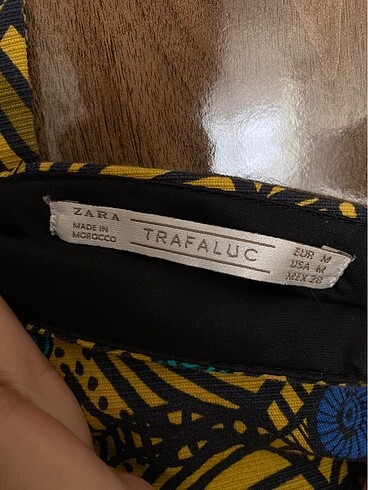 ZARA
MADE IN
MOROCCO
TRAFALUC
EUR M
USA M
MEX 28